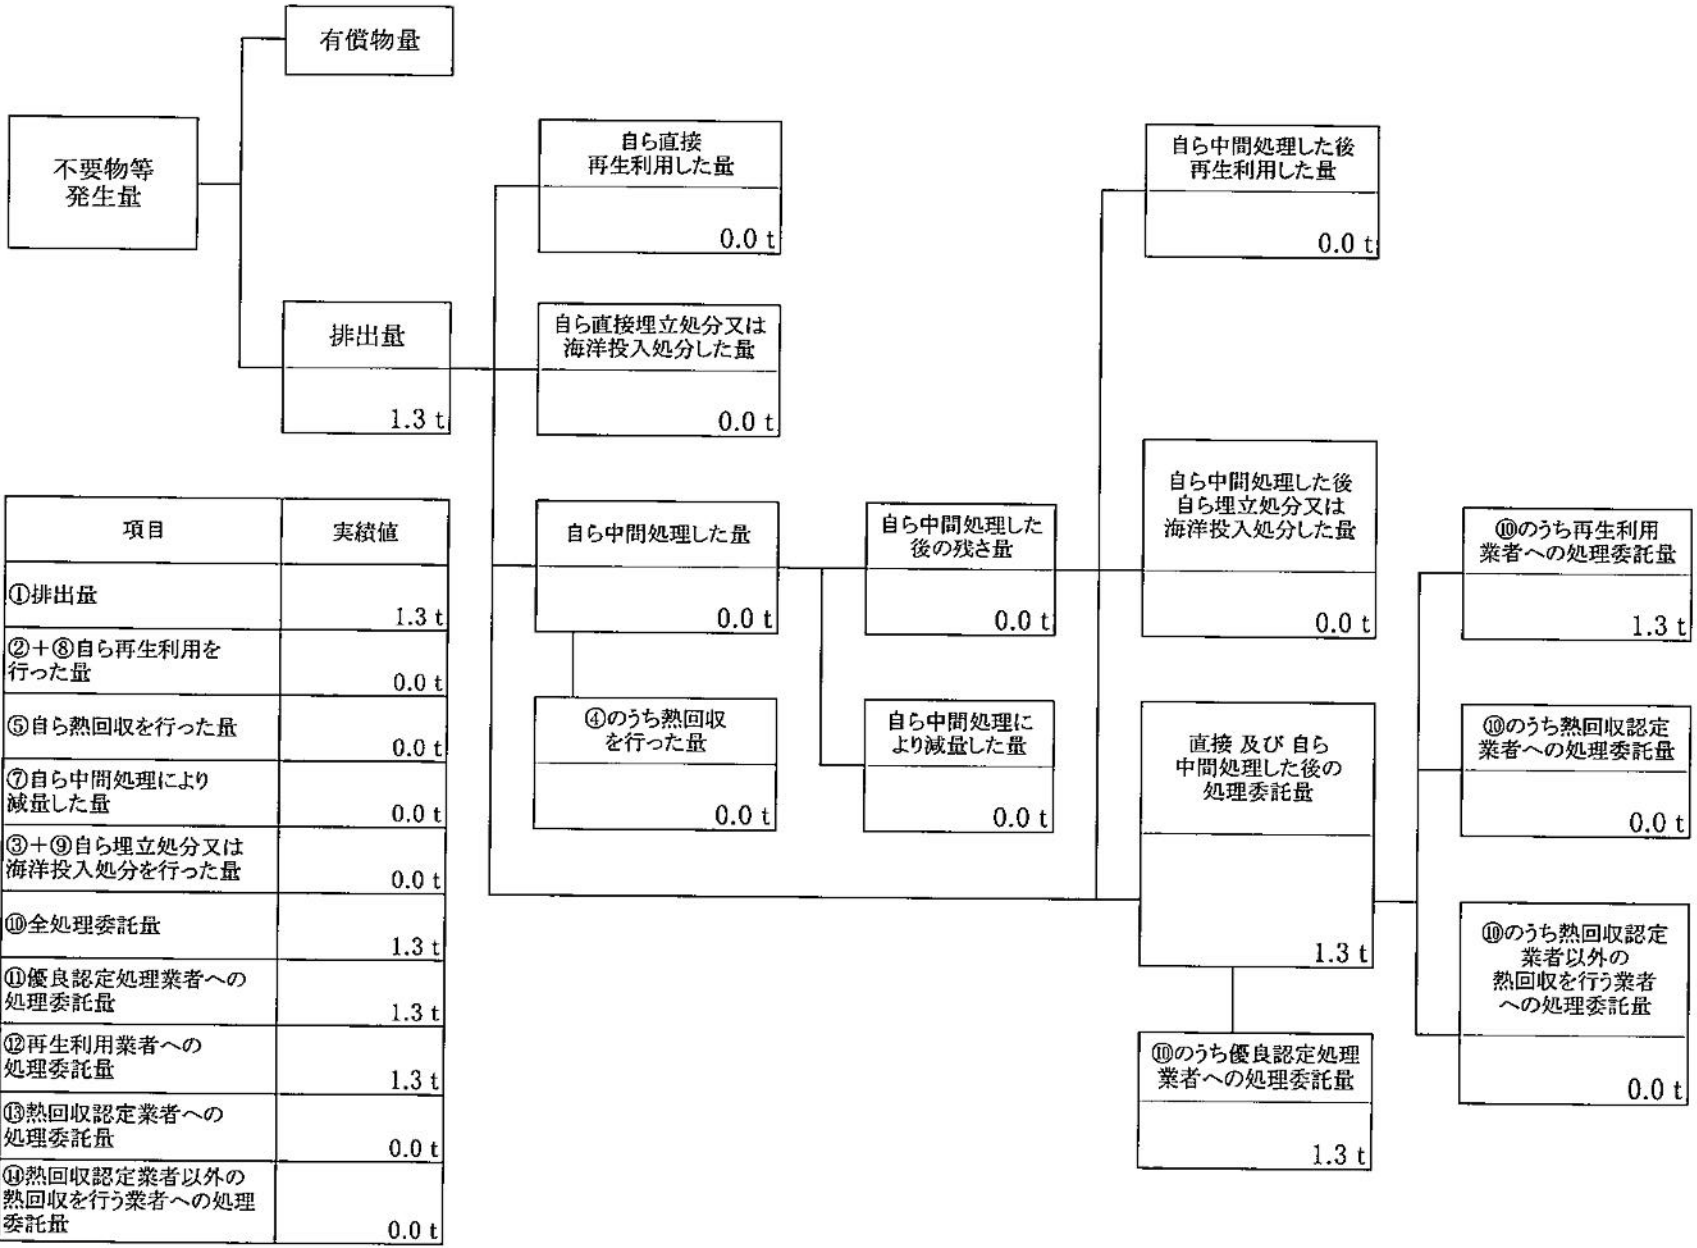 有償物量
不要物等
発生量
排出量
1.3 t
自ら直接
再生利用した量
0.0 t
自ら直接埋立処分又は
海洋投入処分した量
0.0 t
自ら中間処理した量
0.0 t
④のうち熱回収
を行った量
0.0 t
自ら中間処理した
後の残さ量
0.0 t
自ら中間処理に
より減量した量
0.0 t
自ら中間処理した後
再生利用した量
0.0 t
自ら中間処理した後
自ら埋立処分又は
海洋投入処分した量
0.0 t
直接 及び 自ら
中間処理した後の
処理委託量
1.3 t
⑩のうち優良認定処理
業者への処理委託量
1.3 t
⑩のうち再生利用
業者への処理委託量
1.3 t
⑩のうち熱回収認定
業者への処理委託量
0.0 t
⑩のうち熱回収認定
業者以外の
熱回収を行う業者
への処理委託量
0.0 t
項目 実績値
①排出量
1.3 t
②+⑧自ら再生利用を
行った量
0.0 t
⑤自ら熱回収を行った量
0.0 t
⑦自ら中間処理により
減量した量
0.0 t
③+⑨自ら埋立処分又は
海洋投入処分を行った量
0.0 t
⑩全処理委託量
1.3 t
⑪優良認定処理業者への
処理委託量
1.3 t
⑫再生利用業者への
処理委託量
1.3 t
⑬熱回収認定業者への
処理委託量
0.0 t
⑭熱回収認定業者以外の
熱回収を行う業者への処理
委託量
0.0 t